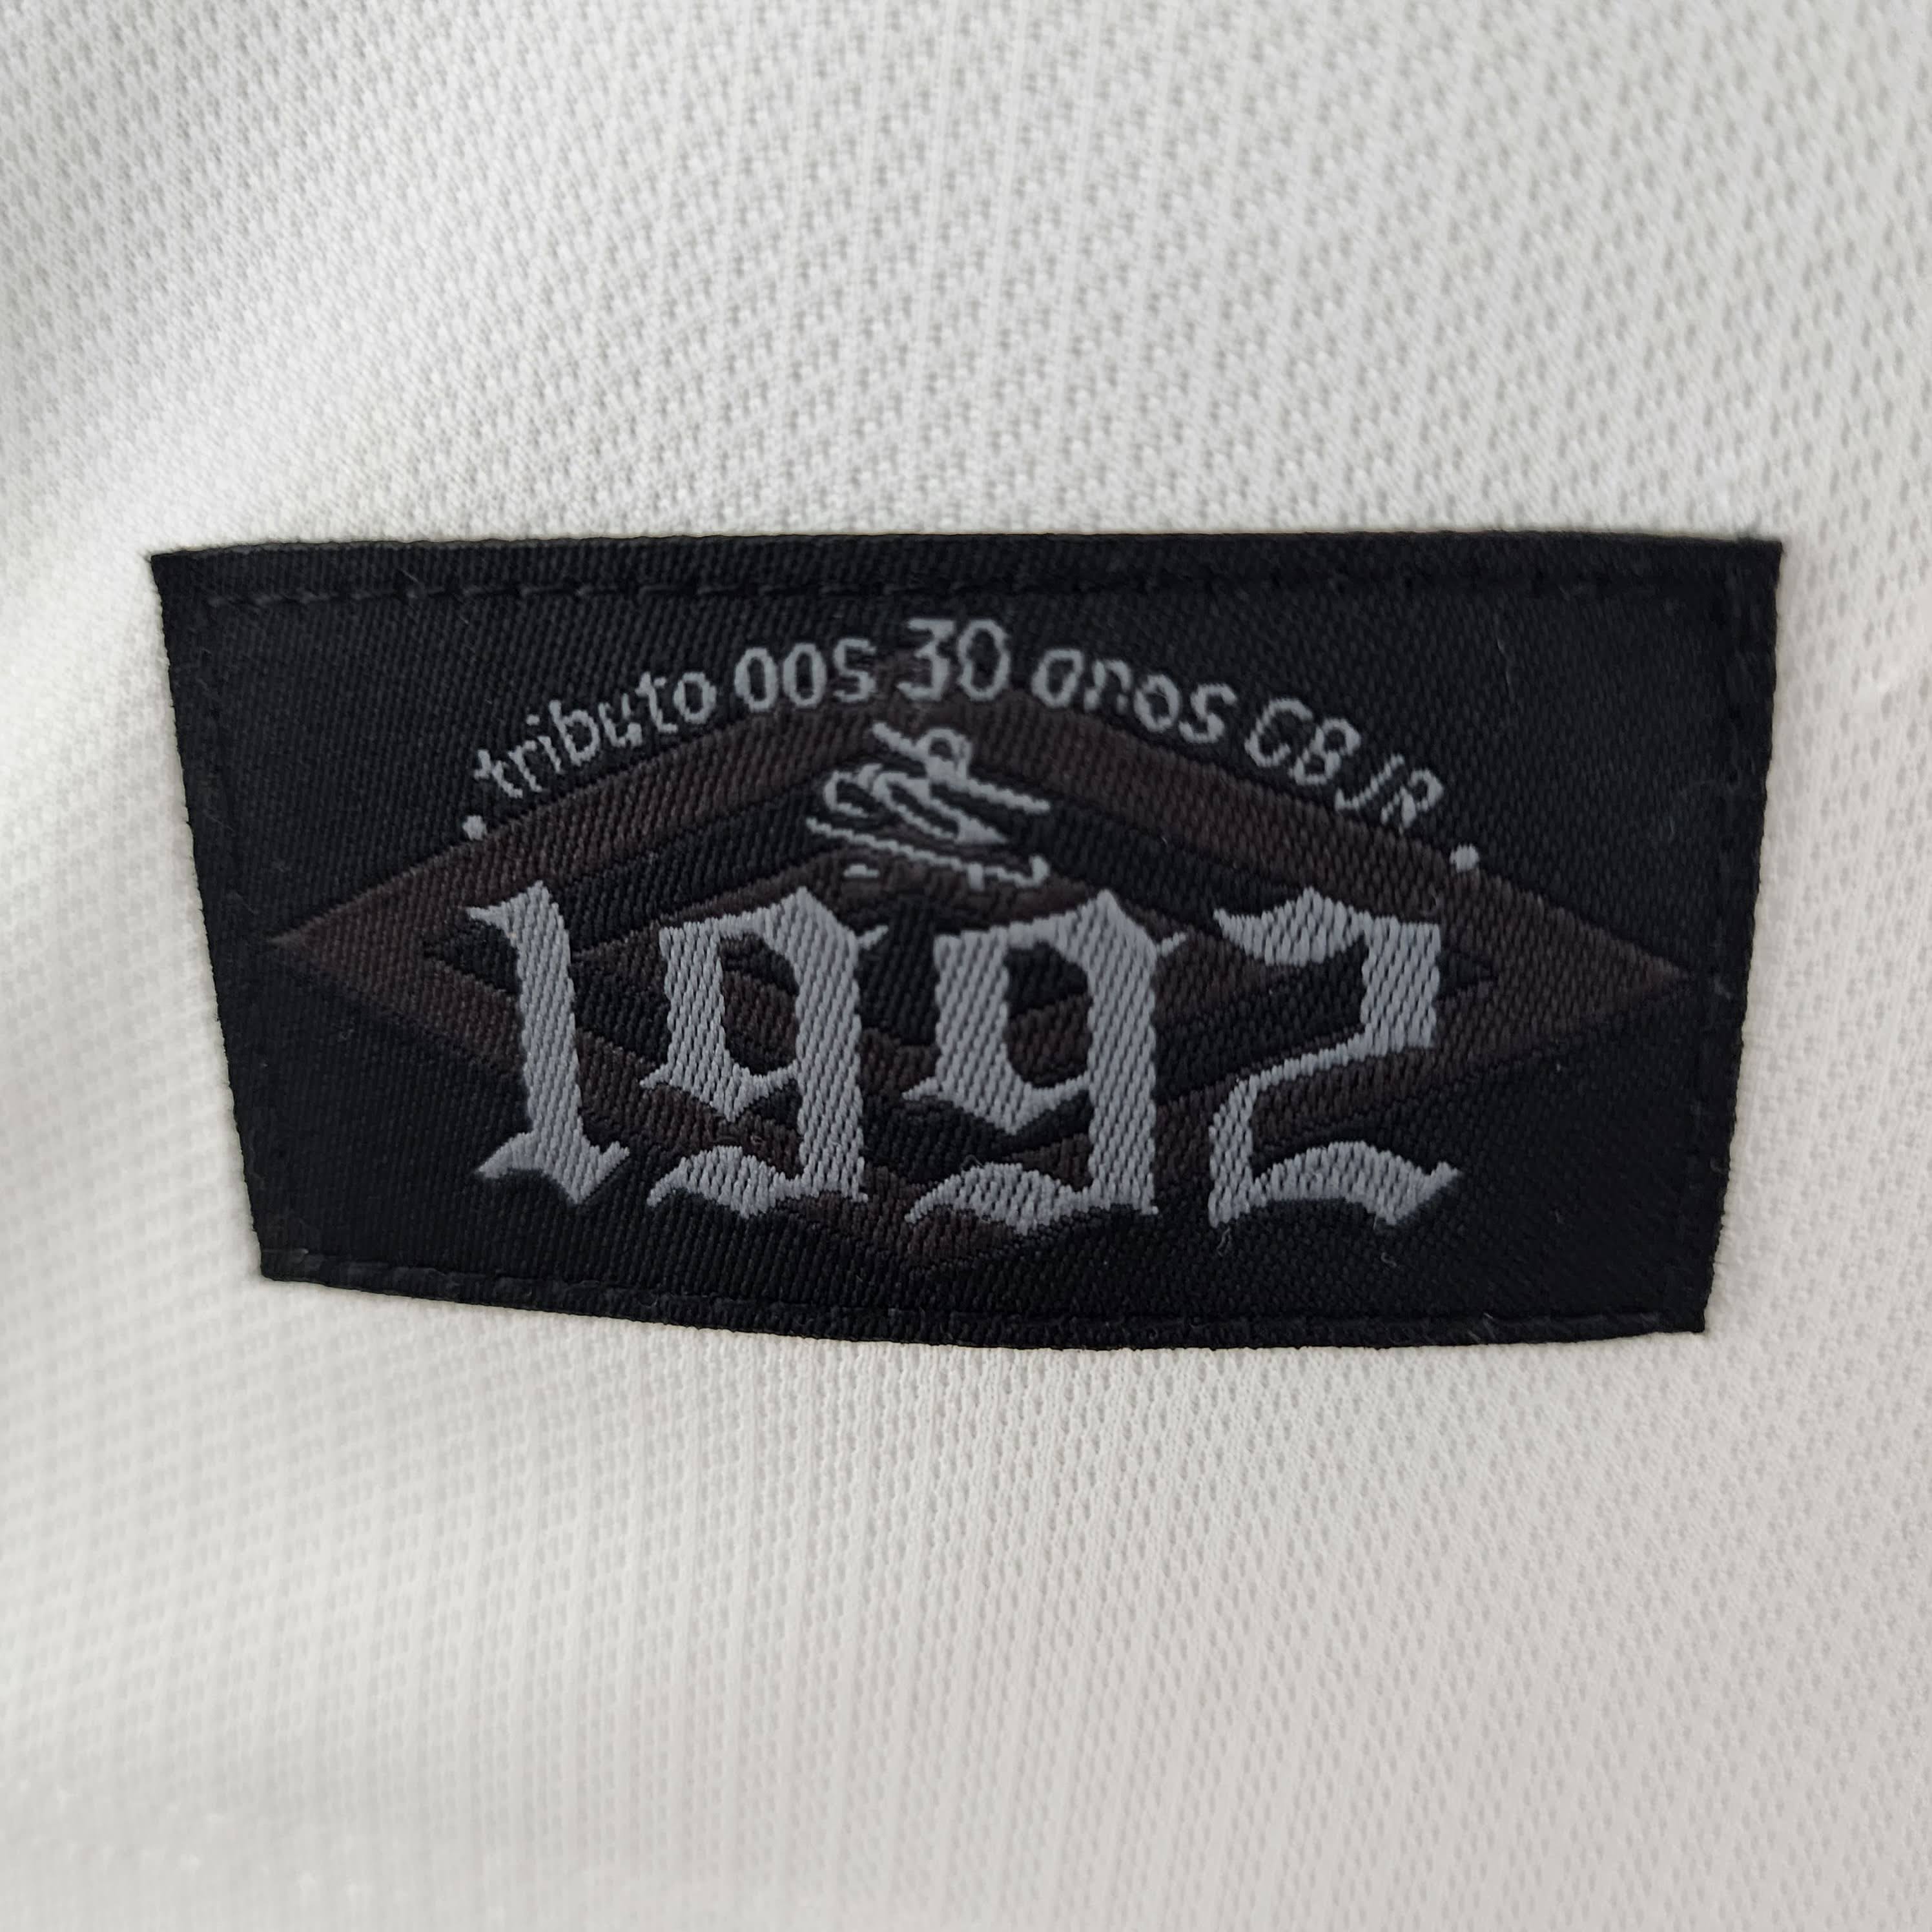 • tributo aos 30 anos CBJR •
1992